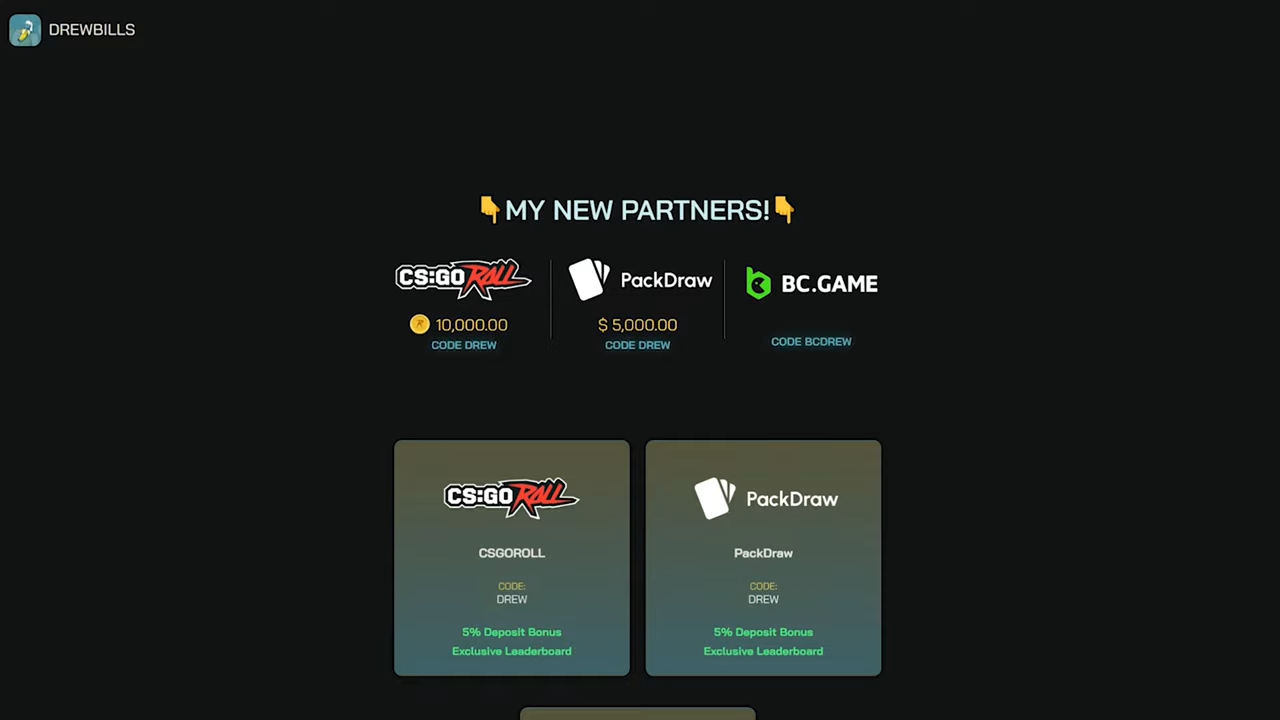 DREWBILLS
👇MY NEW PARTNERS!👇
CS:GO ROLL
PackDraw
BC.GAME
10,000.00
$ 5,000.00
CODE DREW
CODE DREW
CODE BCDREW
CS:GO ROLL
PackDraw
CSGOROLL
PackDraw
CODE:
DREW
CODE:
DREW
5% Deposit Bonus
Exclusive Leaderboard
5% Deposit Bonus
Exclusive Leaderboard